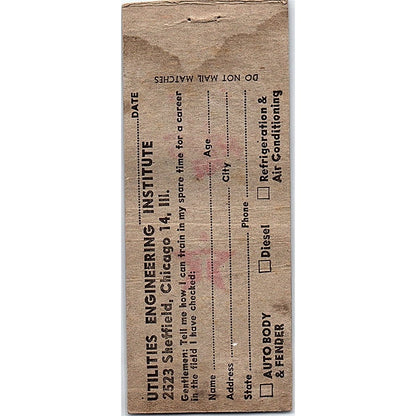 DATE
UTILITIES ENGINEERING INSTITUTE
2523 Sheffield, Chicago 14, Ill.
Gentlemen: Tell me how I can train in my spare time for a career
in the field I have checked:
Name Age
Address City
State Phone
AUTO BODY & FENDER
Diesel
Refrigeration & Air Conditioning
DO NOT MAIL MATCHES